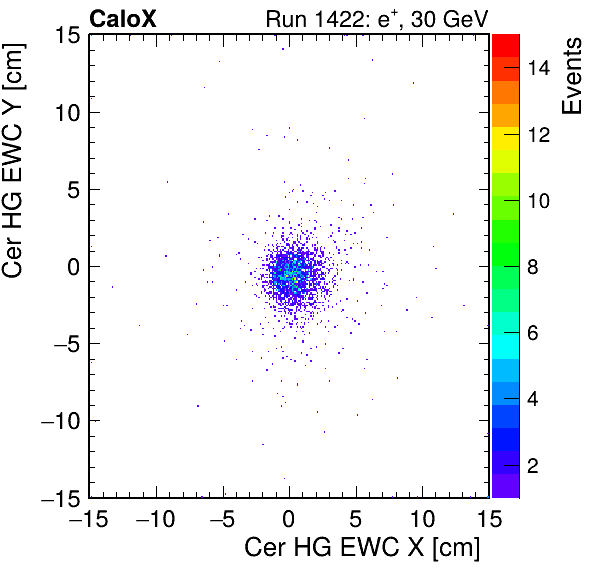 CaloX Run 1422: e⁺, 30 GeV
Cer HG EWC Y [cm]
15
10
5
0
−5
−10
−15
−15 −10 −5 0 5 10 15
Cer HG EWC X [cm]
Events
14
12
10
8
6
4
2